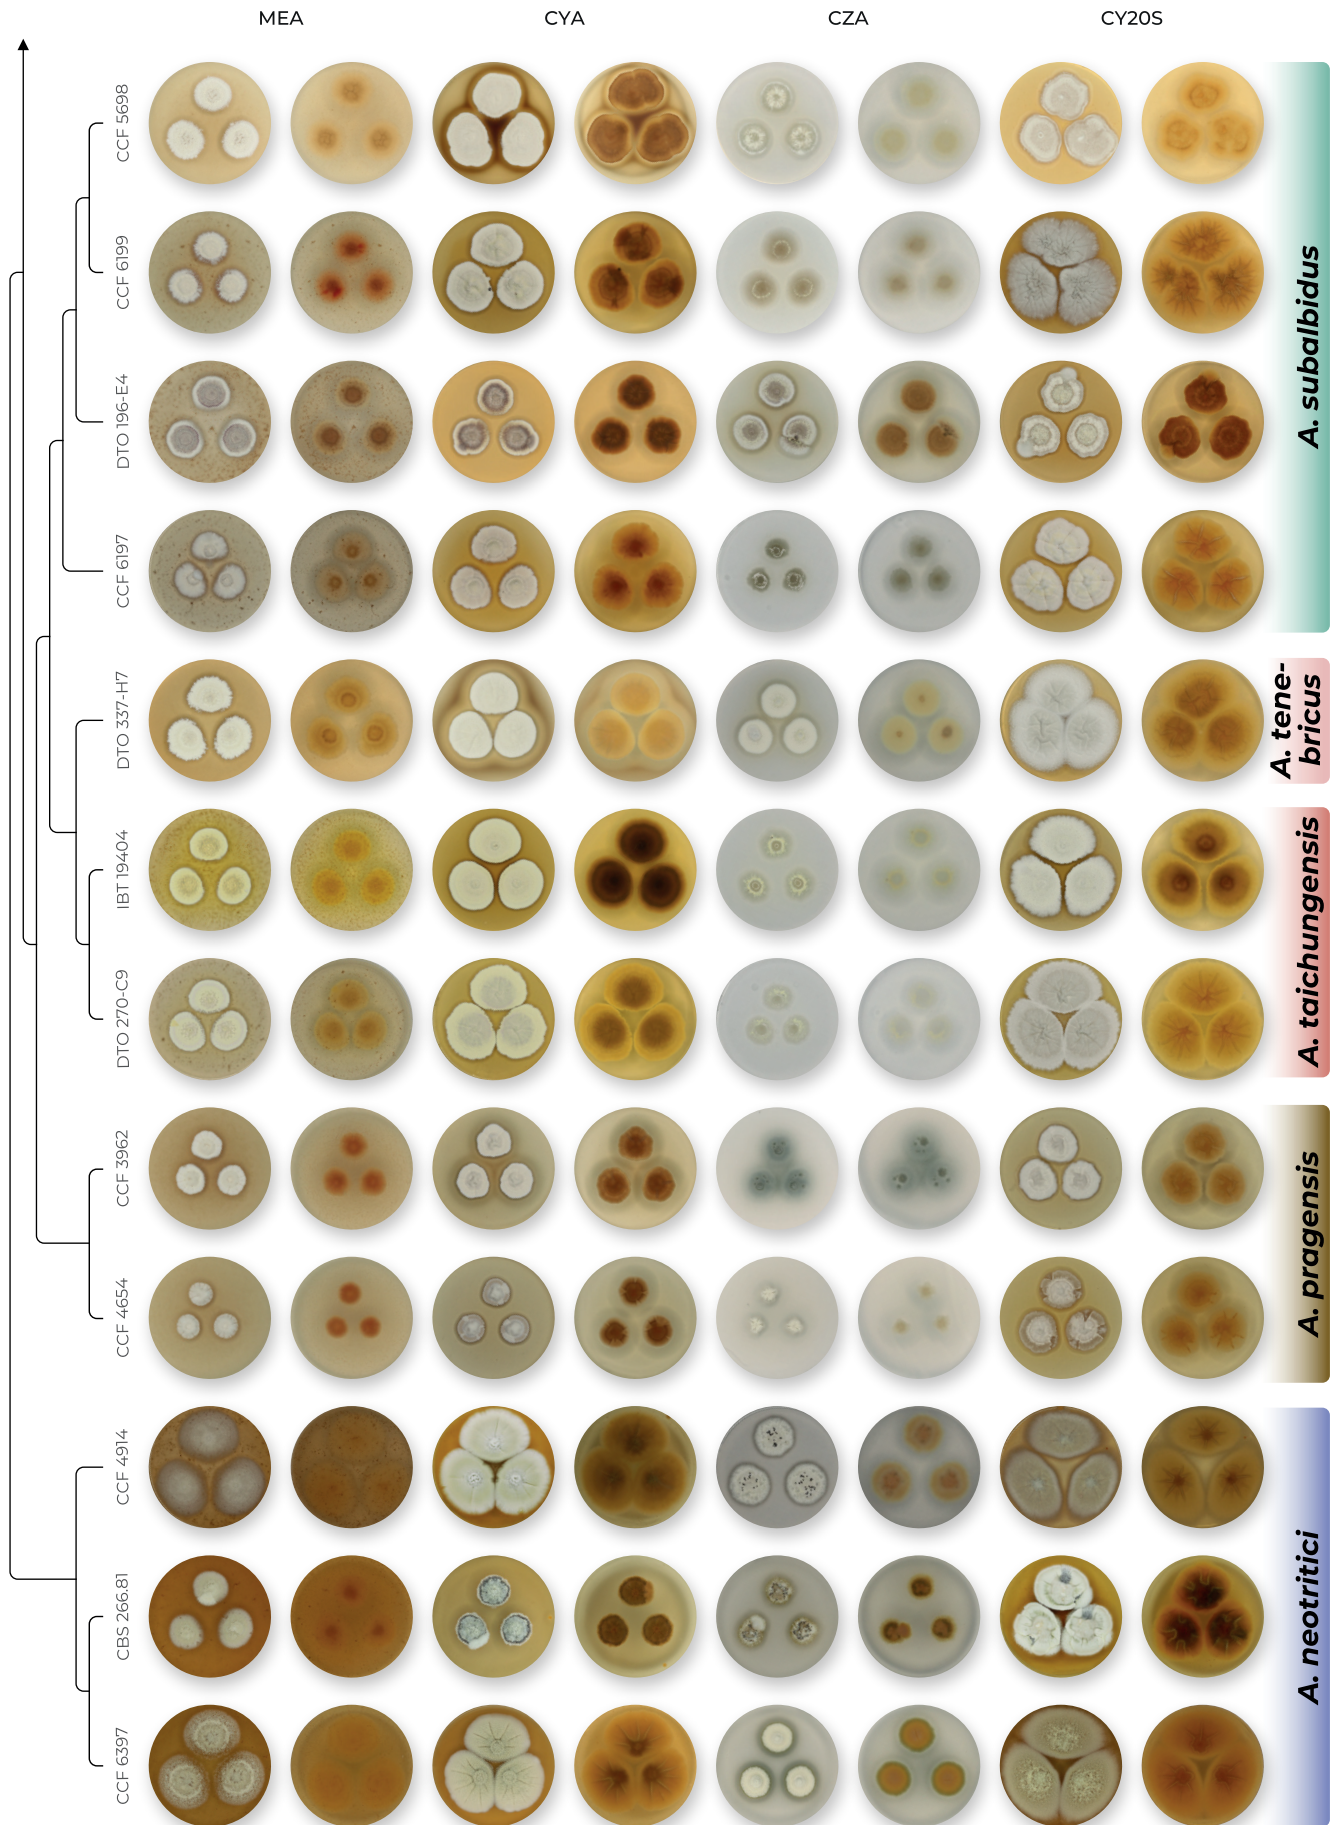 MEA CYA CZA CY20S
CCF 5698
CCF 6199
DTO 196-E4
CCF 6197
A. subalbidus
DTO 337-H7
A. tene-
bricus
IBT 19404
DTO 270-C9
A. taichungensis
CCF 3962
CCF 4654
A. pragensis
CCF 4914
CBS 266.81
CCF 6397
A. neotritici